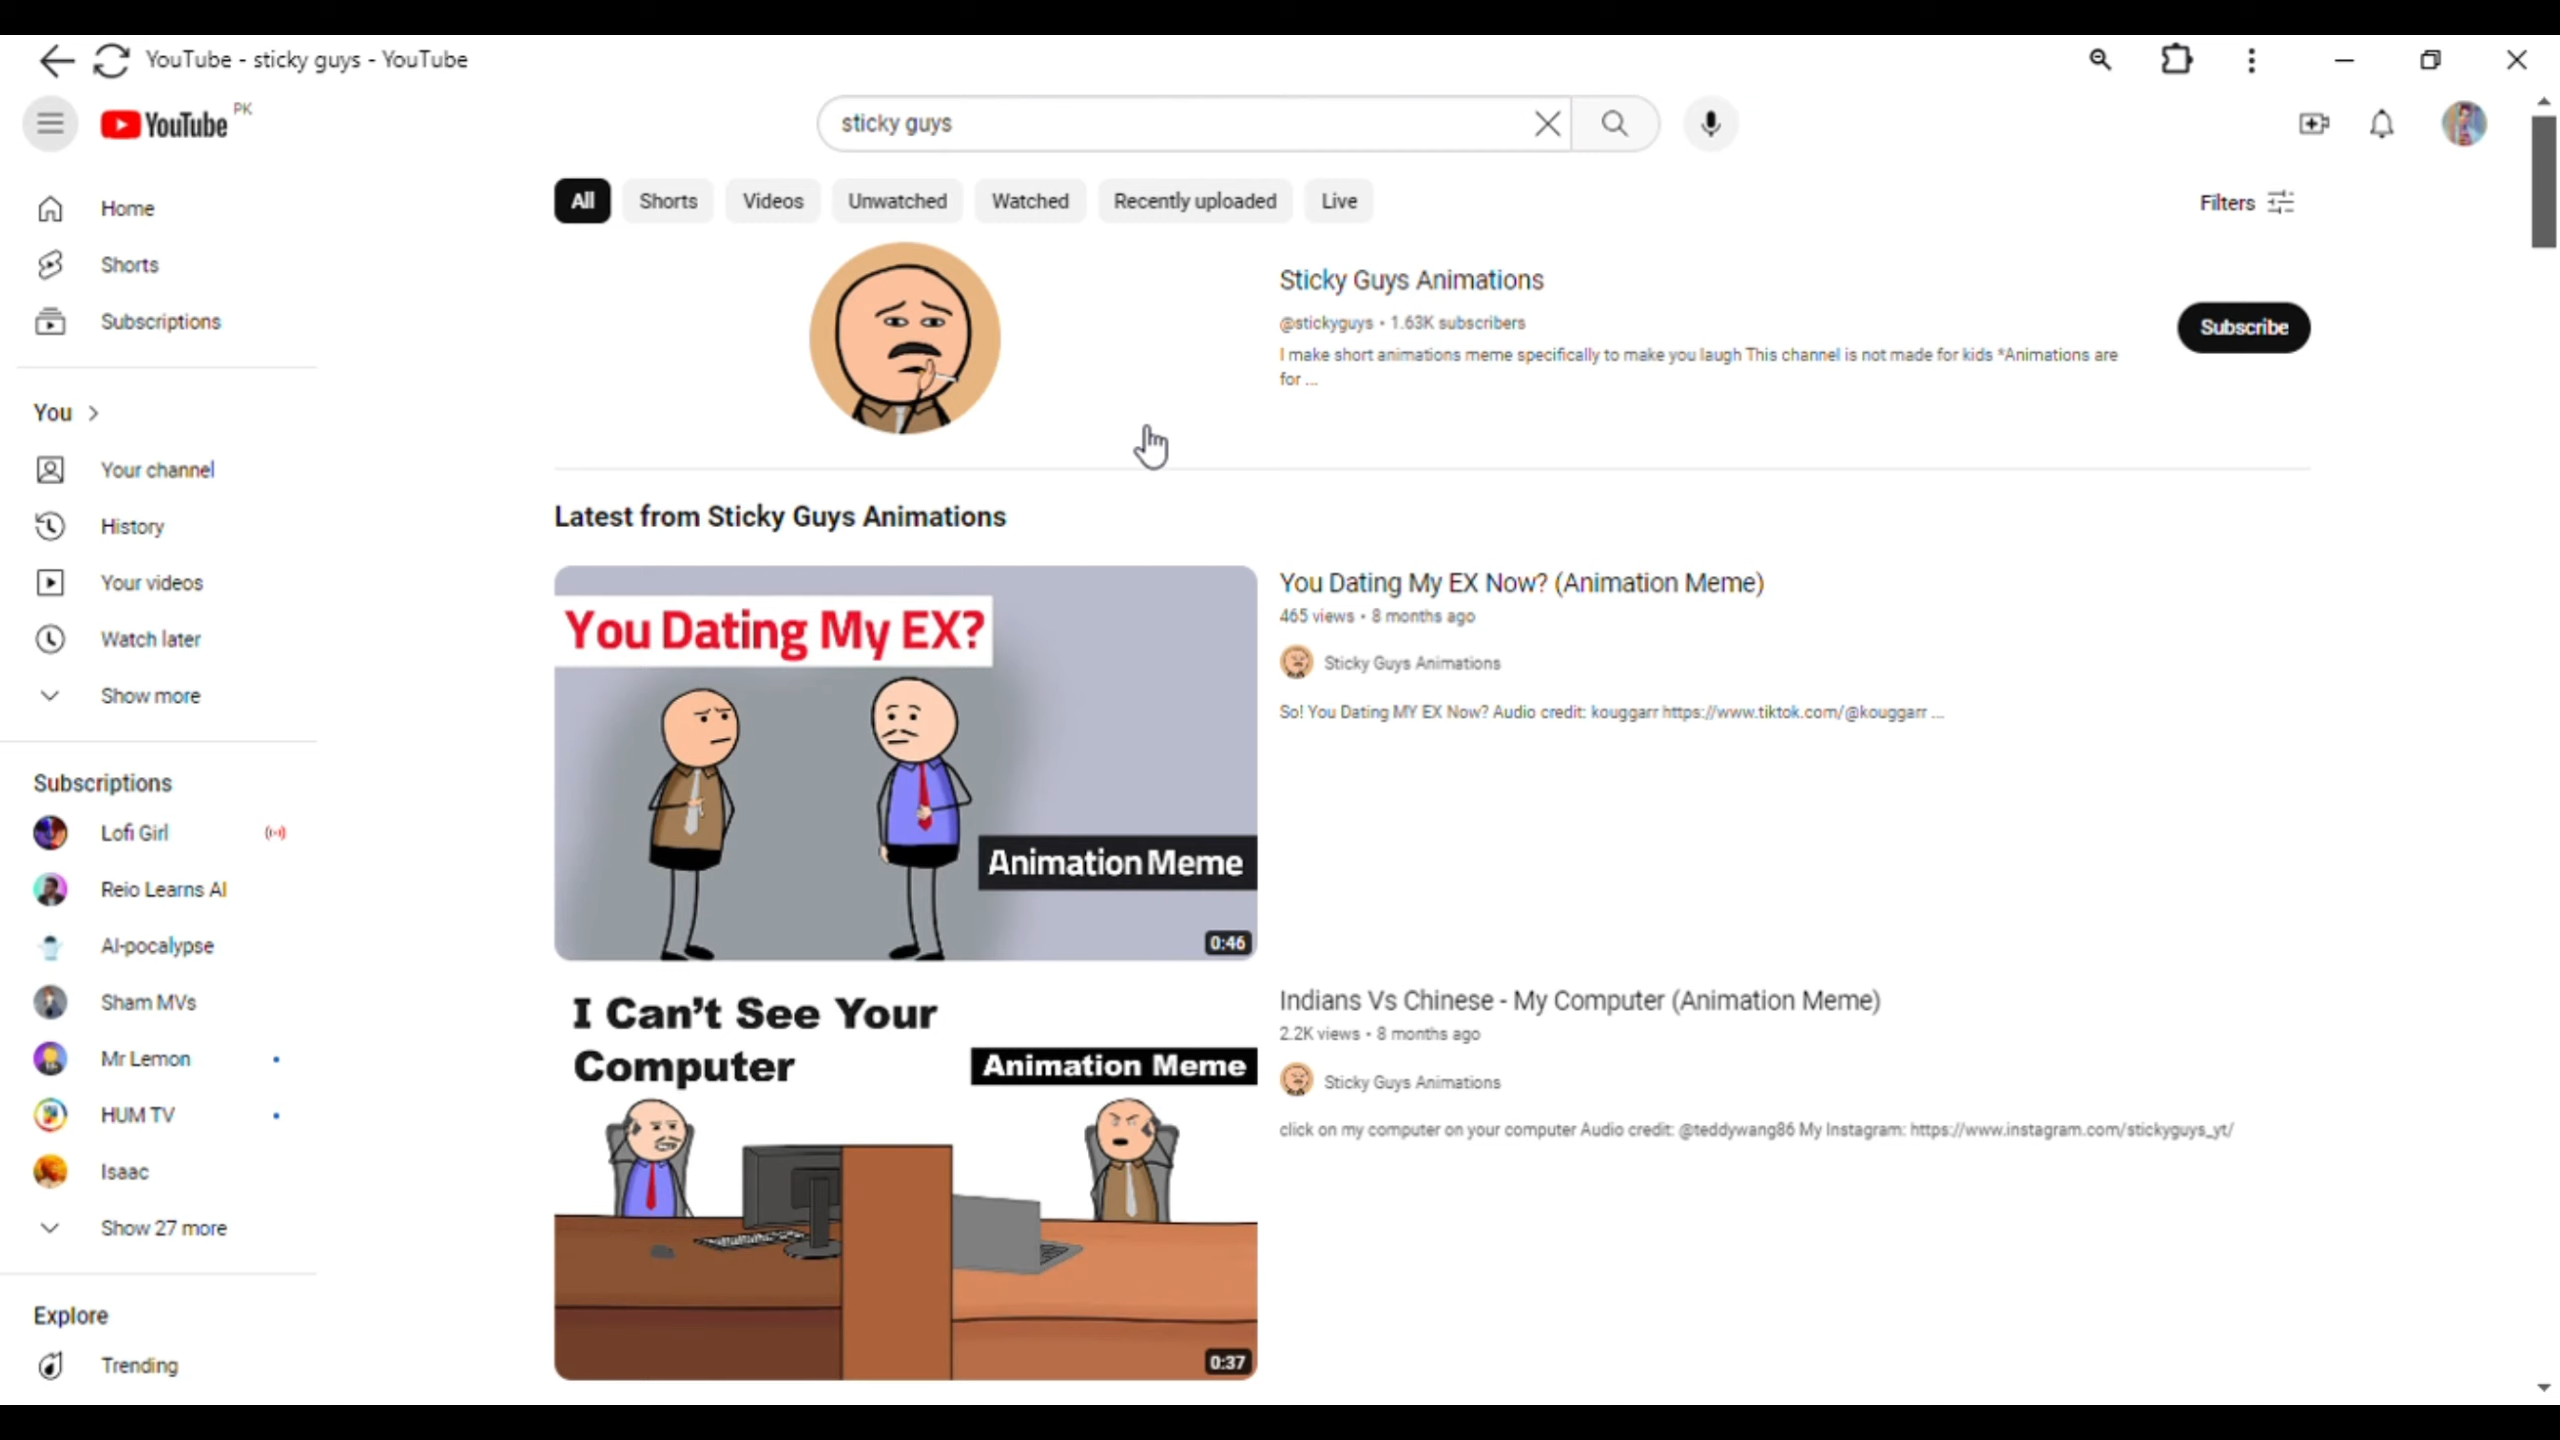 YouTube - sticky guys - YouTube
YouTube PK
sticky guys
Home
Shorts
Subscriptions
You
Your channel
History
Your videos
Watch later
Show more
Subscriptions
Lofi Girl
Reio Learns AI
AI-pocalypse
Sham MVs
Mr Lemon
HUM TV
Isaac
Show 27 more
Explore
Trending
All Shorts Videos Unwatched Watched Recently uploaded Live
Filters
Sticky Guys Animations
@stickyguys • 1.63K subscribers
I make short animations meme specifically to make you laugh This channel is not made for kids *Animations are
for ...
Subscribe
Latest from Sticky Guys Animations
You Dating My EX?
Animation Meme
0:46
You Dating My EX Now? (Animation Meme)
465 views • 8 months ago
Sticky Guys Animations
So! You Dating MY EX Now? Audio credit: kouggarr https://www.tiktok.com/@kouggarr ...
I Can't See Your
Computer
Animation Meme
0:37
Indians Vs Chinese - My Computer (Animation Meme)
2.2K views • 8 months ago
Sticky Guys Animations
click on my computer on your computer Audio credit: @teddywang86 My Instagram: https://www.instagram.com/stickyguys_yt/